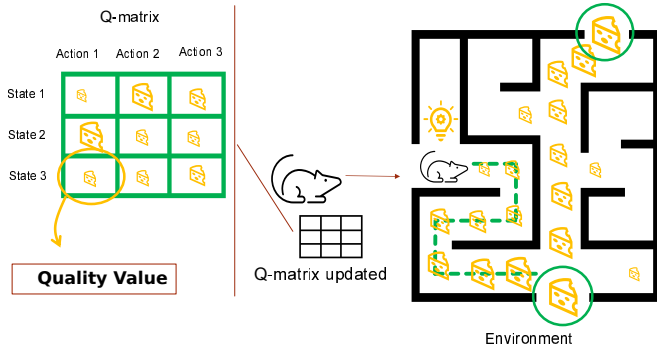 Q-matrix
Action 1 Action 2 Action 3
State 1
State 2
State 3
Quality Value
Q-matrix updated
Environment